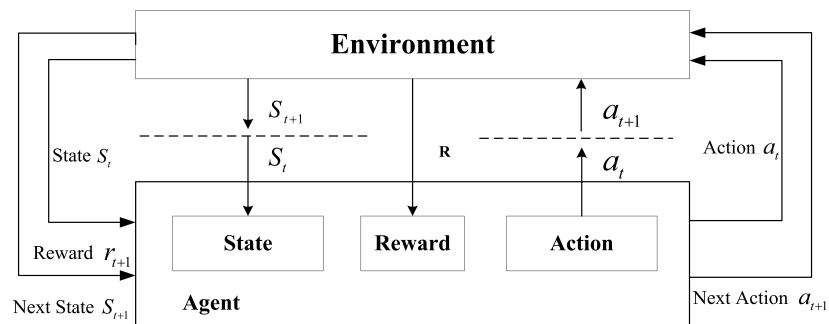 Environment
S_{t+1}
a_{t+1}
State S_t
S_t
R
a_t
Action a_t
State
Reward
Action
Reward r_{t+1}
Agent
Next State S_{t+1}
Next Action a_{t+1}